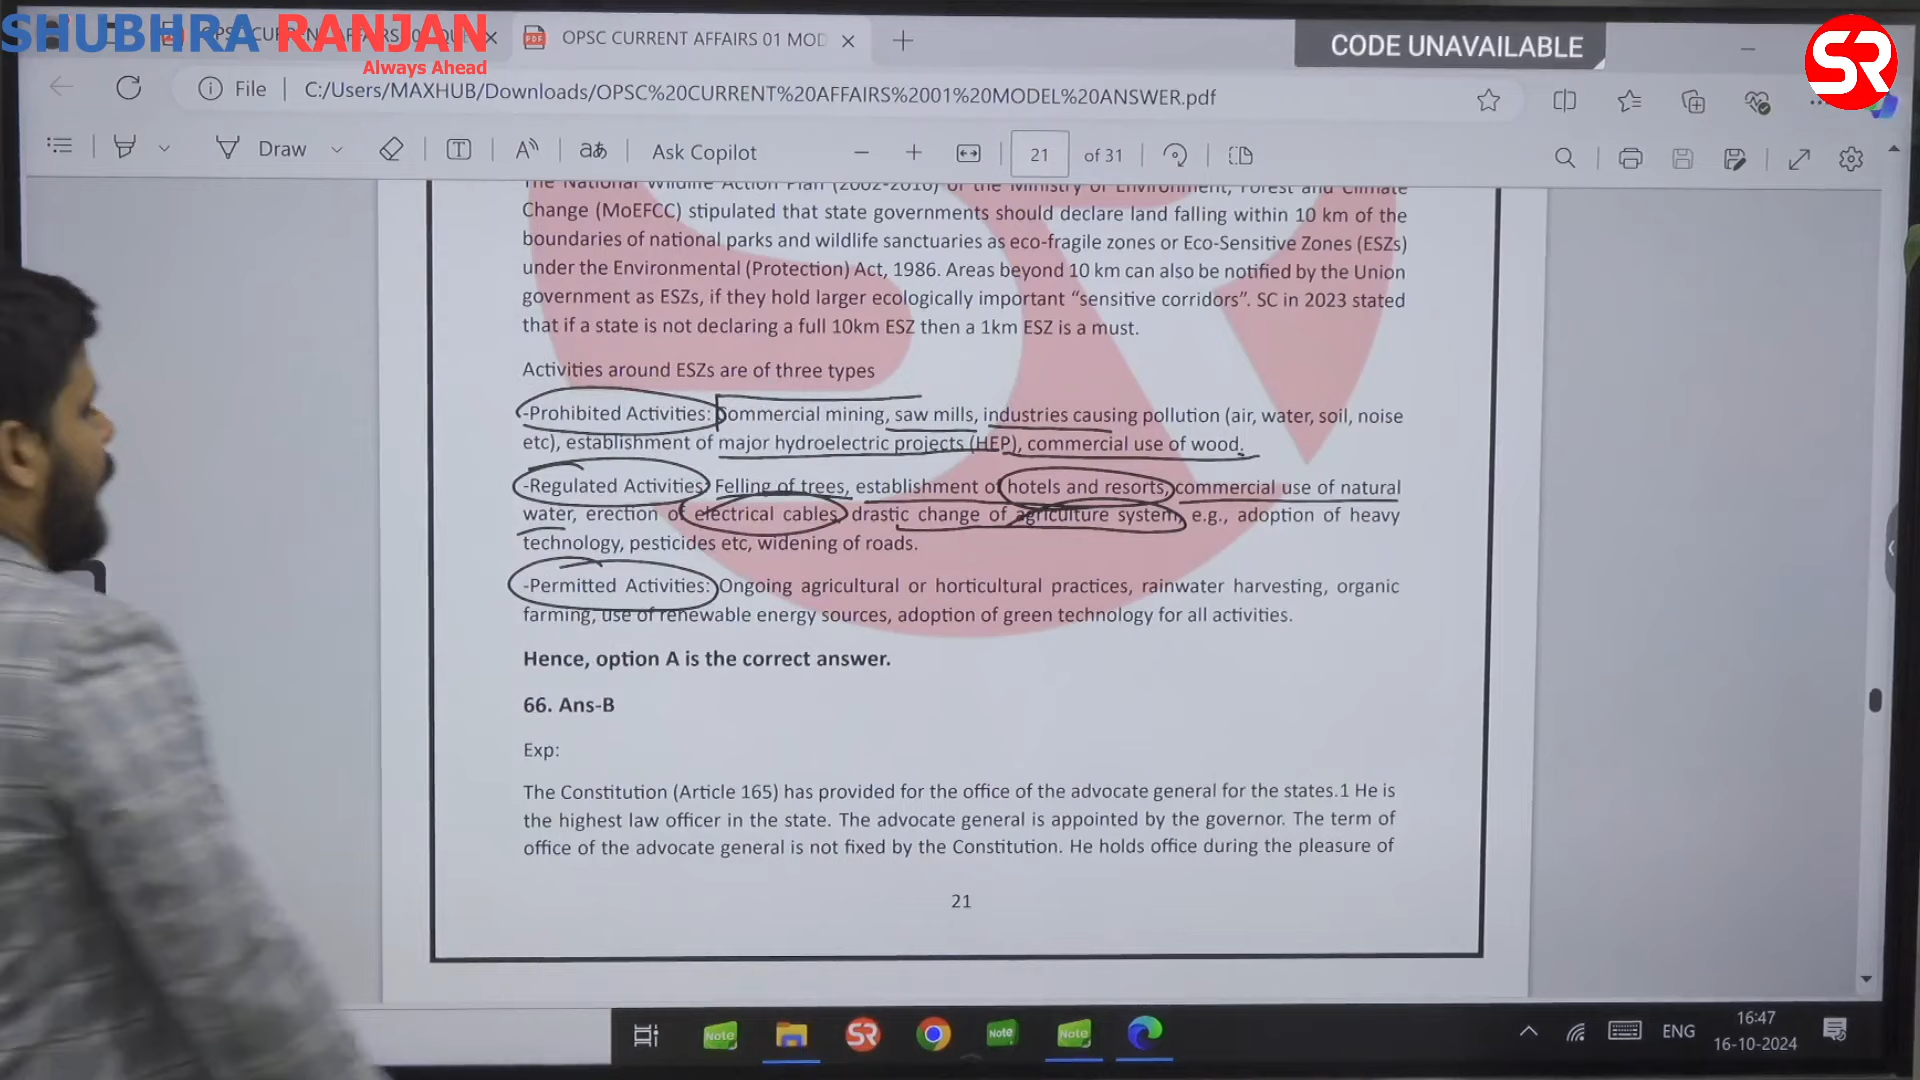 SHUBHRA RANJAN
Always Ahead
OPSC CURRENT AFFAIRS 01 MOD
CODE UNAVAILABLE
SR
File
C:/Users/MAXHUB/Downloads/OPSC%20CURRENT%20AFFAIRS%2001%20MODEL%20ANSWER.pdf
Draw
Ask Copilot
21
of 31
The National Wildlife Action Plan (2002-2016) of the Ministry of Environment, Forest and Climate
Change (MoEFCC) stipulated that state governments should declare land falling within 10 km of the
boundaries of national parks and wildlife sanctuaries as eco-fragile zones or Eco-Sensitive Zones (ESZs)
under the Environmental (Protection) Act, 1986. Areas beyond 10 km can also be notified by the Union
government as ESZs, if they hold larger ecologically important “sensitive corridors”. SC in 2023 stated
that if a state is not declaring a full 10km ESZ then a 1km ESZ is a must.
Activities around ESZs are of three types
-Prohibited Activities: Commercial mining, saw mills, industries causing pollution (air, water, soil, noise
etc), establishment of major hydroelectric projects (HEP), commercial use of wood.
-Regulated Activities: Felling of trees, establishment of hotels and resorts, commercial use of natural
water, erection of electrical cables, drastic change of agriculture system, e.g., adoption of heavy
technology, pesticides etc, widening of roads.
-Permitted Activities: Ongoing agricultural or horticultural practices, rainwater harvesting, organic
farming, use of renewable energy sources, adoption of green technology for all activities.
Hence, option A is the correct answer.
66. Ans-B
Exp:
The Constitution (Article 165) has provided for the office of the advocate general for the states.1 He is
the highest law officer in the state. The advocate general is appointed by the governor. The term of
office of the advocate general is not fixed by the Constitution. He holds office during the pleasure of
21
Note
SR
Note
Note
ENG
16:47
16-10-2024